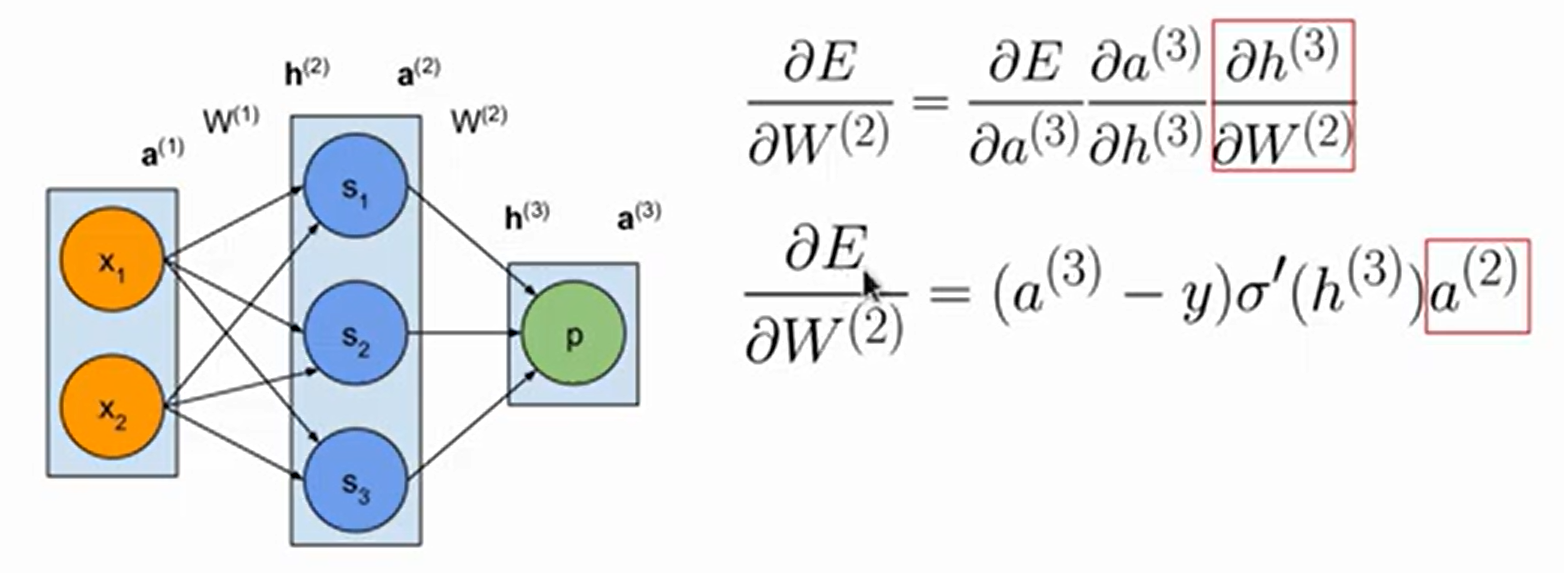 h⁽²⁾ a⁽²⁾
W⁽¹⁾ W⁽²⁾
a⁽¹⁾
x₁
x₂
s₁
s₂
s₃
h⁽³⁾ a⁽³⁾
p
∂E/∂W⁽²⁾ = ∂E/∂a⁽³⁾ ∂a⁽³⁾/∂h⁽³⁾ ∂h⁽³⁾/∂W⁽²⁾
∂E/∂W⁽²⁾ = (a⁽³⁾ − y)σ′(h⁽³⁾)a⁽²⁾